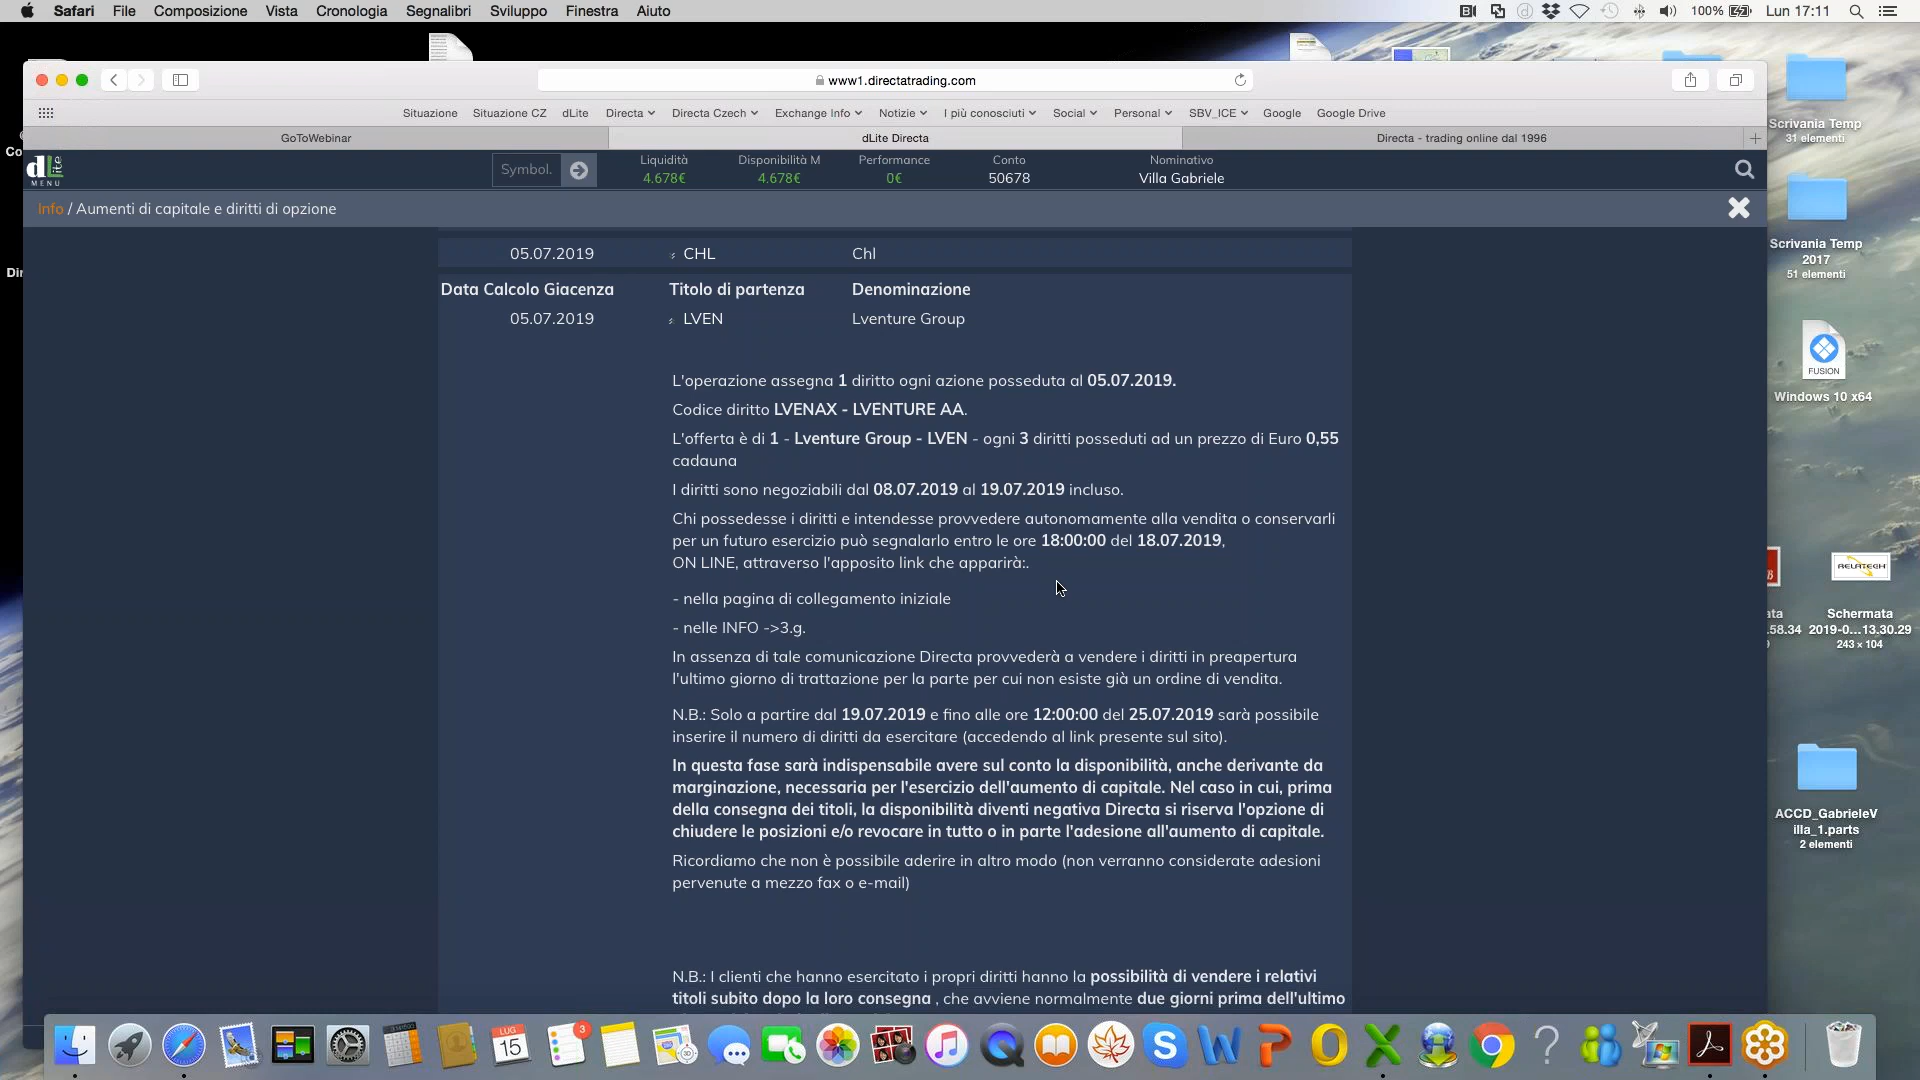 Safari File Composizione Vista Cronologia Segnalibri Sviluppo Finestra Aiuto 100% Lun 17:11
www1.directatrading.com
Situazione Situazione CZ dLite Directa Directa Czech Exchange Info Notizie I più conosciuti Social Personal SBV_ICE Google Google Drive
GoToWebinar dLite Directa Directa - trading online dal 1996
dLite
MENU
Symbol.
Liquidità Disponibilità M Performance Conto Nominativo
4.678€ 4.678€ 0€ 50678 Villa Gabriele
Info / Aumenti di capitale e diritti di opzione
05.07.2019 CHL Chl
Data Calcolo Giacenza Titolo di partenza Denominazione
05.07.2019 LVEN Lventure Group
L'operazione assegna 1 diritto ogni azione posseduta al 05.07.2019.
Codice diritto LVENAX - LVENTURE AA.
L'offerta è di 1 - Lventure Group - LVEN - ogni 3 diritti posseduti ad un prezzo di Euro 0,55
cadauna
I diritti sono negoziabili dal 08.07.2019 al 19.07.2019 incluso.
Chi possedesse i diritti e intendesse provvedere autonomamente alla vendita o conservarli
per un futuro esercizio può segnalarlo entro le ore 18:00:00 del 18.07.2019,
ON LINE, attraverso l'apposito link che apparirà:.
- nella pagina di collegamento iniziale
- nelle INFO ->3.g.
In assenza di tale comunicazione Directa provvederà a vendere i diritti in preapertura
l'ultimo giorno di trattazione per la parte per cui non esiste già un ordine di vendita.
N.B.: Solo a partire dal 19.07.2019 e fino alle ore 12:00:00 del 25.07.2019 sarà possibile
inserire il numero di diritti da esercitare (accedendo al link presente sul sito).
In questa fase sarà indispensabile avere sul conto la disponibilità, anche derivante da
marginazione, necessaria per l'esercizio dell'aumento di capitale. Nel caso in cui, prima
della consegna dei titoli, la disponibilità diventi negativa Directa si riserva l'opzione di
chiudere le posizioni e/o revocare in tutto o in parte l'adesione all'aumento di capitale.
Ricordiamo che non è possibile aderire in altro modo (non verranno considerate adesioni
pervenute a mezzo fax o e-mail)
N.B.: I clienti che hanno esercitato i propri diritti hanno la possibilità di vendere i relativi
titoli subito dopo la loro consegna , che avviene normalmente due giorni prima dell'ultimo
Scrivania Temp
31 elementi
Scrivania Temp
2017
51 elementi
FUSION
Windows 10 x64
RELATECH
Schermata
2019-0...13.30.29
243 × 104
ata
.58.34
ACCD_GabrieleV
illa_1.parts
2 elementi
Co
Dir
LUG
15
3